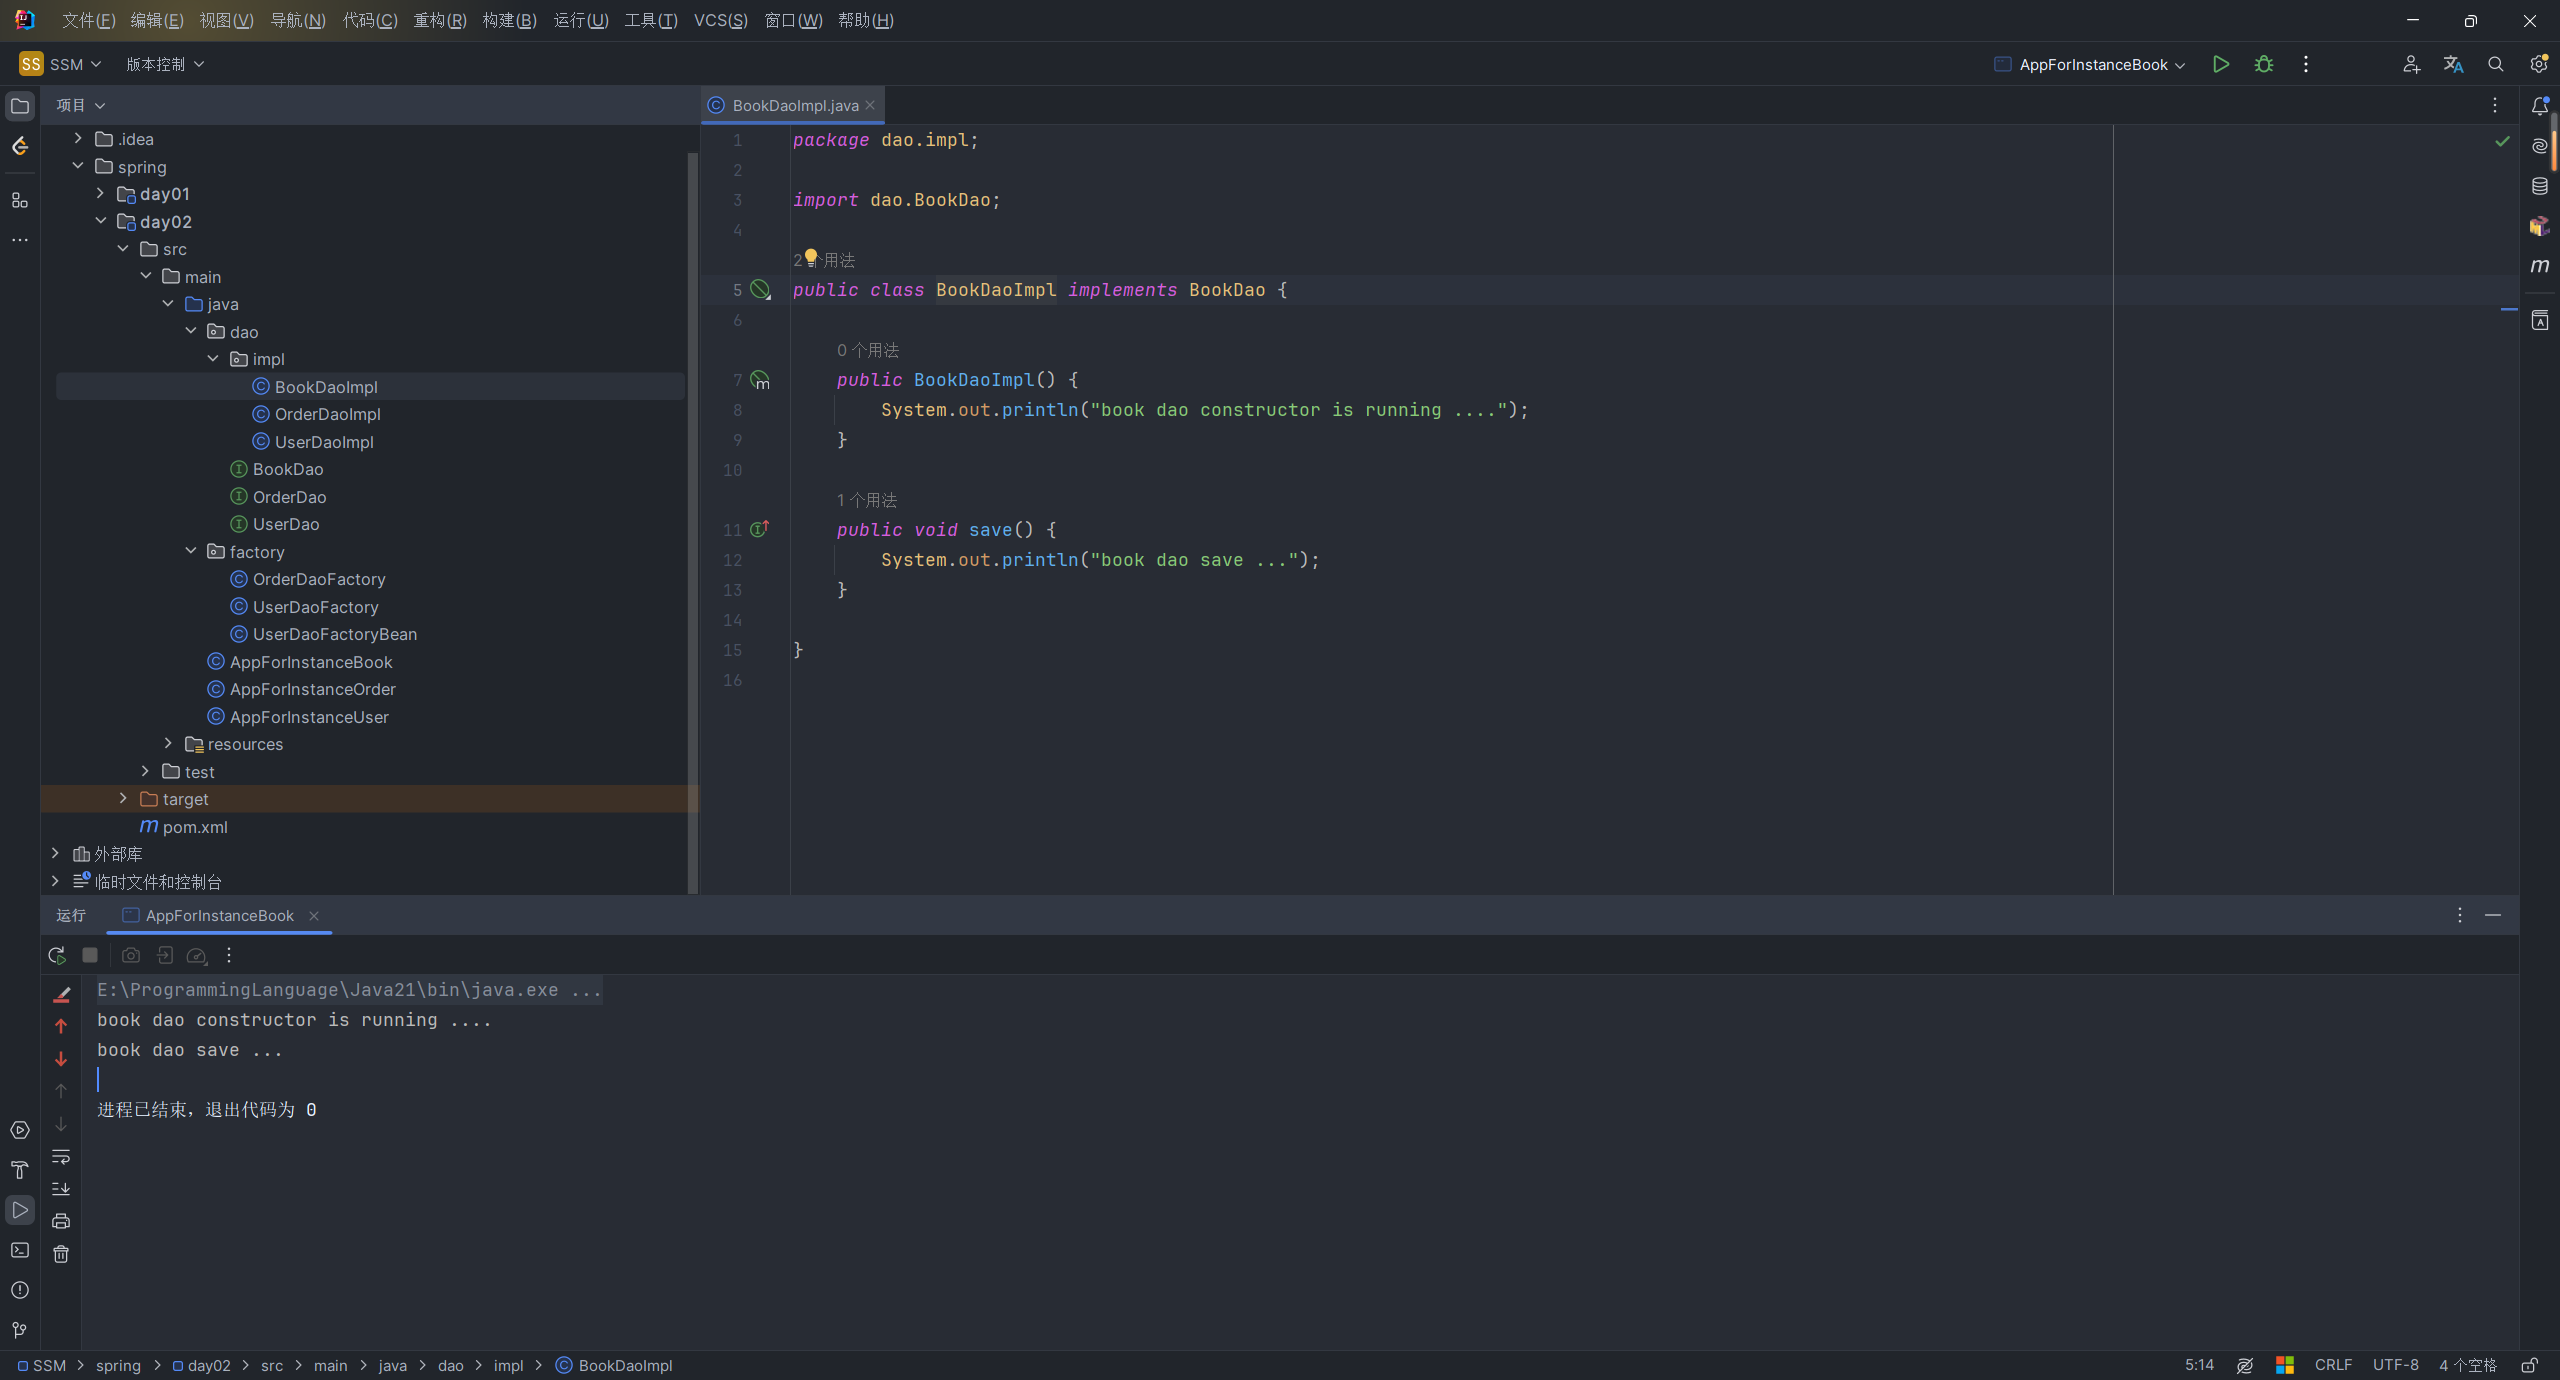 文件(F) 编辑(E) 视图(V) 导航(N) 代码(C) 重构(R) 构建(B) 运行(U) 工具(T) VCS(S) 窗口(W) 帮助(H)
SS SSM 版本控制 AppForInstanceBook
项目
.idea
spring
day01
day02
src
main
java
dao
impl
BookDaoImpl
OrderDaoImpl
UserDaoImpl
BookDao
OrderDao
UserDao
factory
OrderDaoFactory
UserDaoFactory
UserDaoFactoryBean
AppForInstanceBook
AppForInstanceOrder
AppForInstanceUser
resources
test
target
pom.xml
外部库
临时文件和控制台
BookDaoImpl.java
1 package dao.impl;
2
3 import dao.BookDao;
4
2个用法
5 public class BookDaoImpl implements BookDao {
6
0 个用法
7 public BookDaoImpl() {
8 System.out.println("book dao constructor is running ....");
9 }
10
1 个用法
11 public void save() {
12 System.out.println("book dao save ...");
13 }
14
15 }
16
运行 AppForInstanceBook
E:\ProgrammingLanguage\Java21\bin\java.exe ...
book dao constructor is running ....
book dao save ...
进程已结束，退出代码为 0
SSM > spring > day02 > src > main > java > dao > impl > BookDaoImpl
5:14 CRLF UTF-8 4 个空格